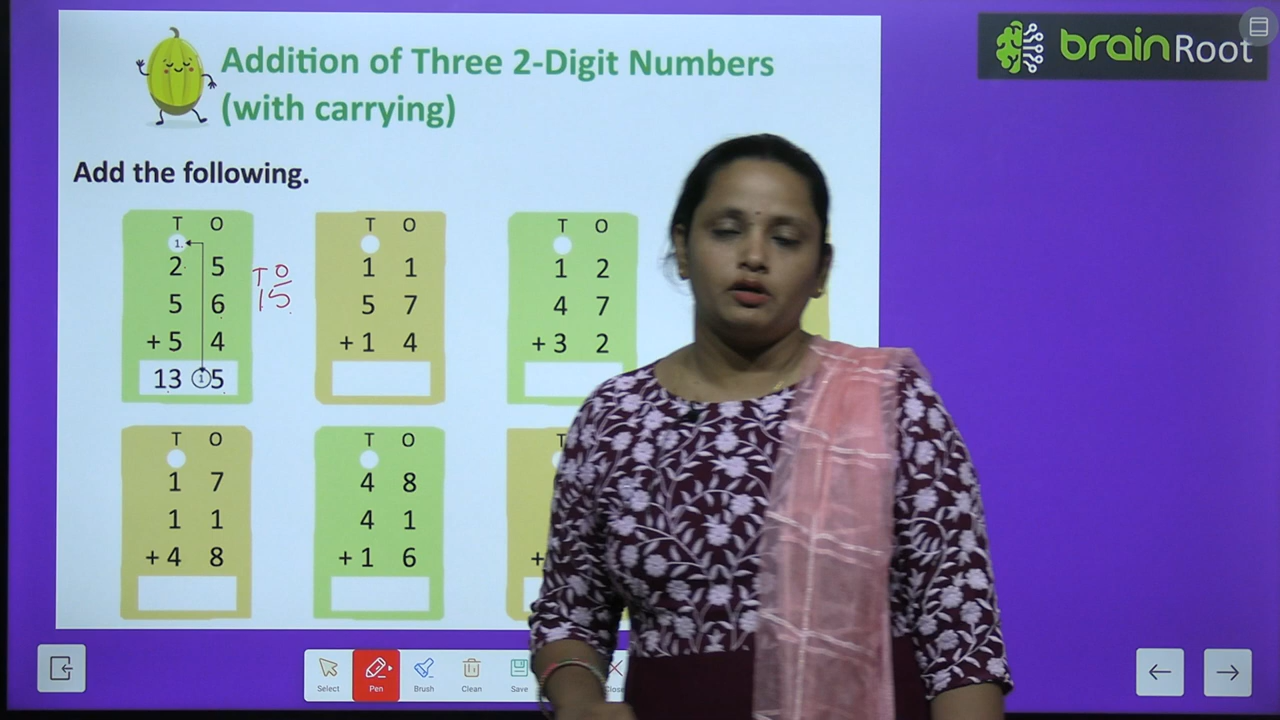 brainRoot
Addition of Three 2-Digit Numbers
(with carrying)
Add the following.
T O
1
2 5
5 6
+ 5 4
13 1 5
T O
15
T O
1 1
5 7
+ 1 4
T O
1 2
4 7
+ 3 2
T O
1 7
1 1
+ 4 8
T O
4 8
4 1
+ 1 6
T
+
Select
Pen
Brush
Clean
Save
Close